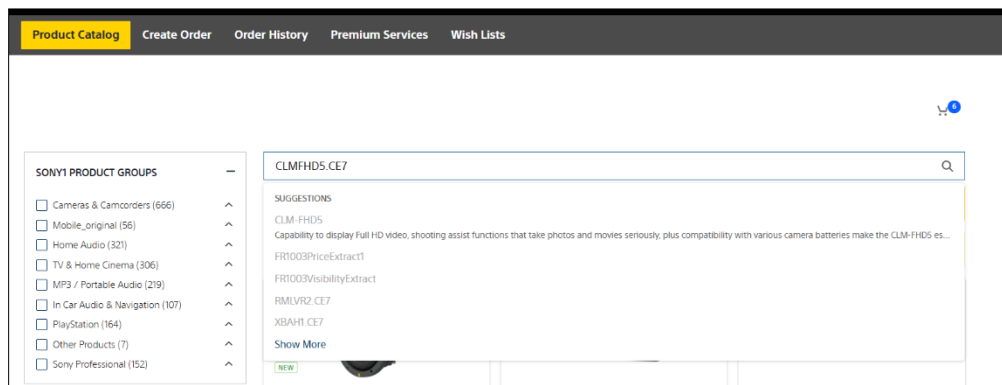 Product Catalog Create Order Order History Premium Services Wish Lists
6
SONY1 PRODUCT GROUPS
Cameras & Camcorders (666)
Mobile_original (56)
Home Audio (321)
TV & Home Cinema (306)
MP3 / Portable Audio (219)
In Car Audio & Navigation (107)
PlayStation (164)
Other Products (7)
Sony Professional (152)
CLMFHD5.CE7
SUGGESTIONS
CLM-FHD5
Capability to display Full HD video, shooting assist functions that take photos and movies seriously, plus compatibility with various camera batteries make the CLM-FHD5 es...
FR1003PriceExtract1
FR1003VisibilityExtract
RMLVR2.CE7
XBAH1.CE7
Show More
NEW